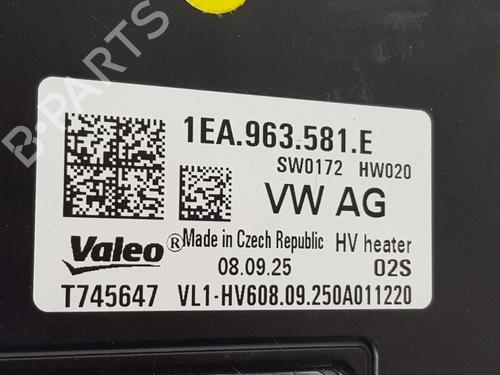 B-PARTS
1EA.963.581.E
SW0172 HW020
VW AG
Valeo® Made in Czech Republic HV heater
08.09.25 02S
T745647 VL1-HV608.09.250A011220